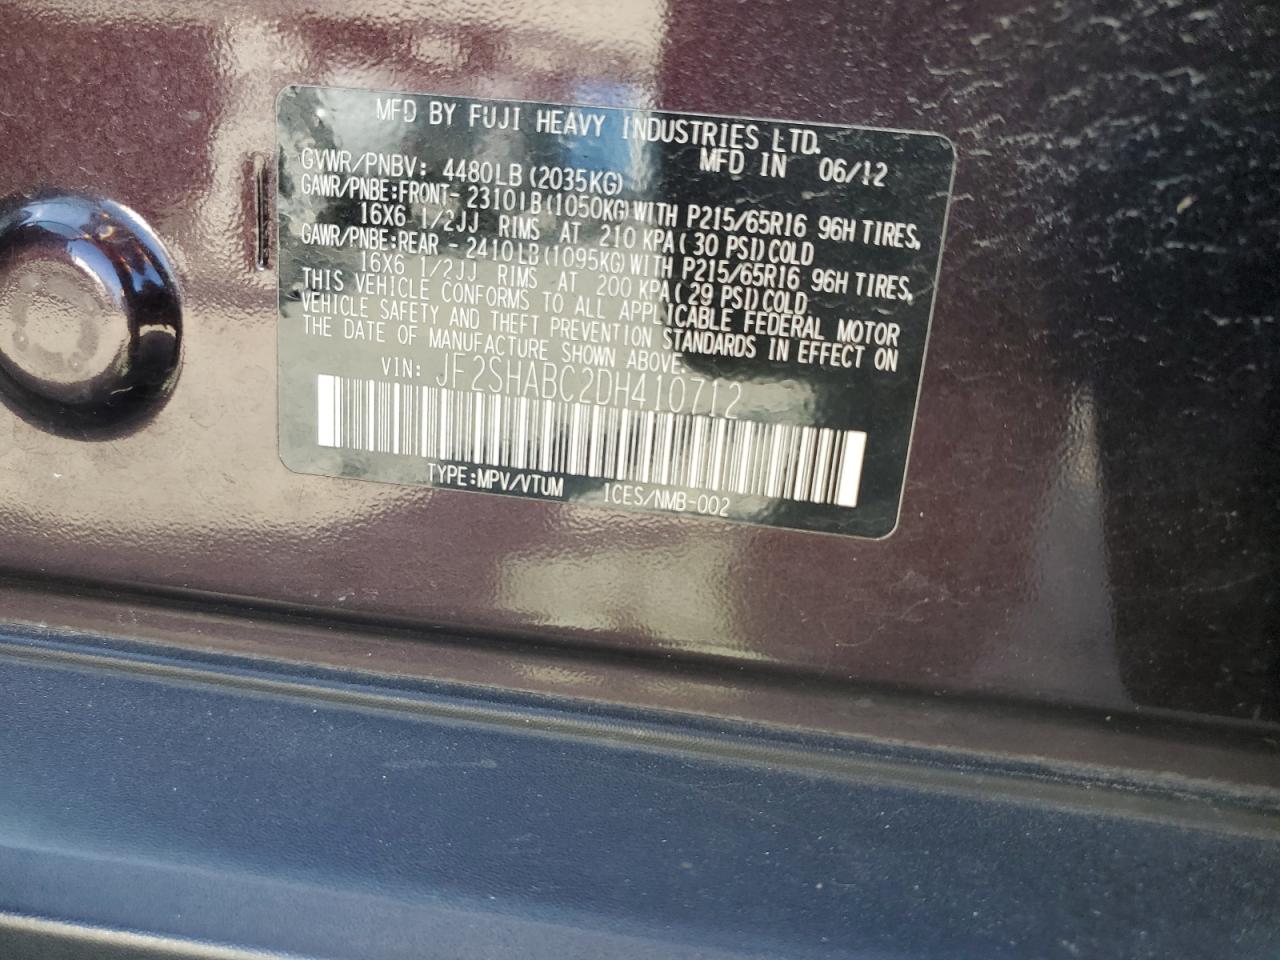 MFD BY FUJI HEAVY INDUSTRIES LTD.
MFD IN 06/12
GVWR/PNBV: 4480LB(2035KG)
GAWR/PNBE:FRONT- 2310LB(1050KG)WITH P215/65R16 96H TIRES,
16X6 1/2JJ RIMS AT 210 KPA(30 PSI)COLD
GAWR/PNBE:REAR - 2410LB(1095KG)WITH P215/65R16 96H TIRES,
16X6 1/2JJ RIMS AT 200 KPA(29 PSI)COLD
THIS VEHICLE CONFORMS TO ALL APPLICABLE FEDERAL MOTOR
VEHICLE SAFETY AND THEFT PREVENTION STANDARDS IN EFFECT ON
THE DATE OF MANUFACTURE SHOWN ABOVE.
VIN: JF2SHABC2DH410712
TYPE:MPV/VTUM ICES/NMB-002